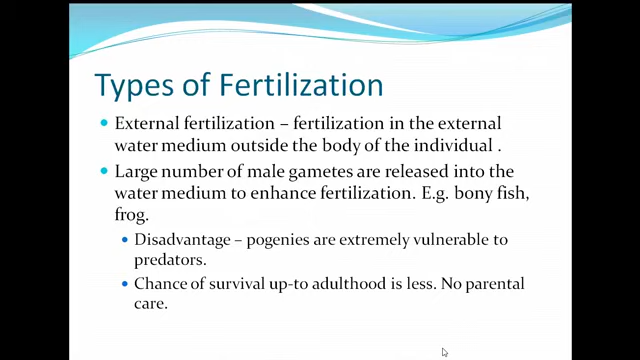 Types of Fertilization
External fertilization – fertilization in the external
water medium outside the body of the individual .
Large number of male gametes are released into the
water medium to enhance fertilization. E.g. bony fish,
frog.
Disadvantage – pogenies are extremely vulnerable to
predators.
Chance of survival up-to adulthood is less. No parental
care.